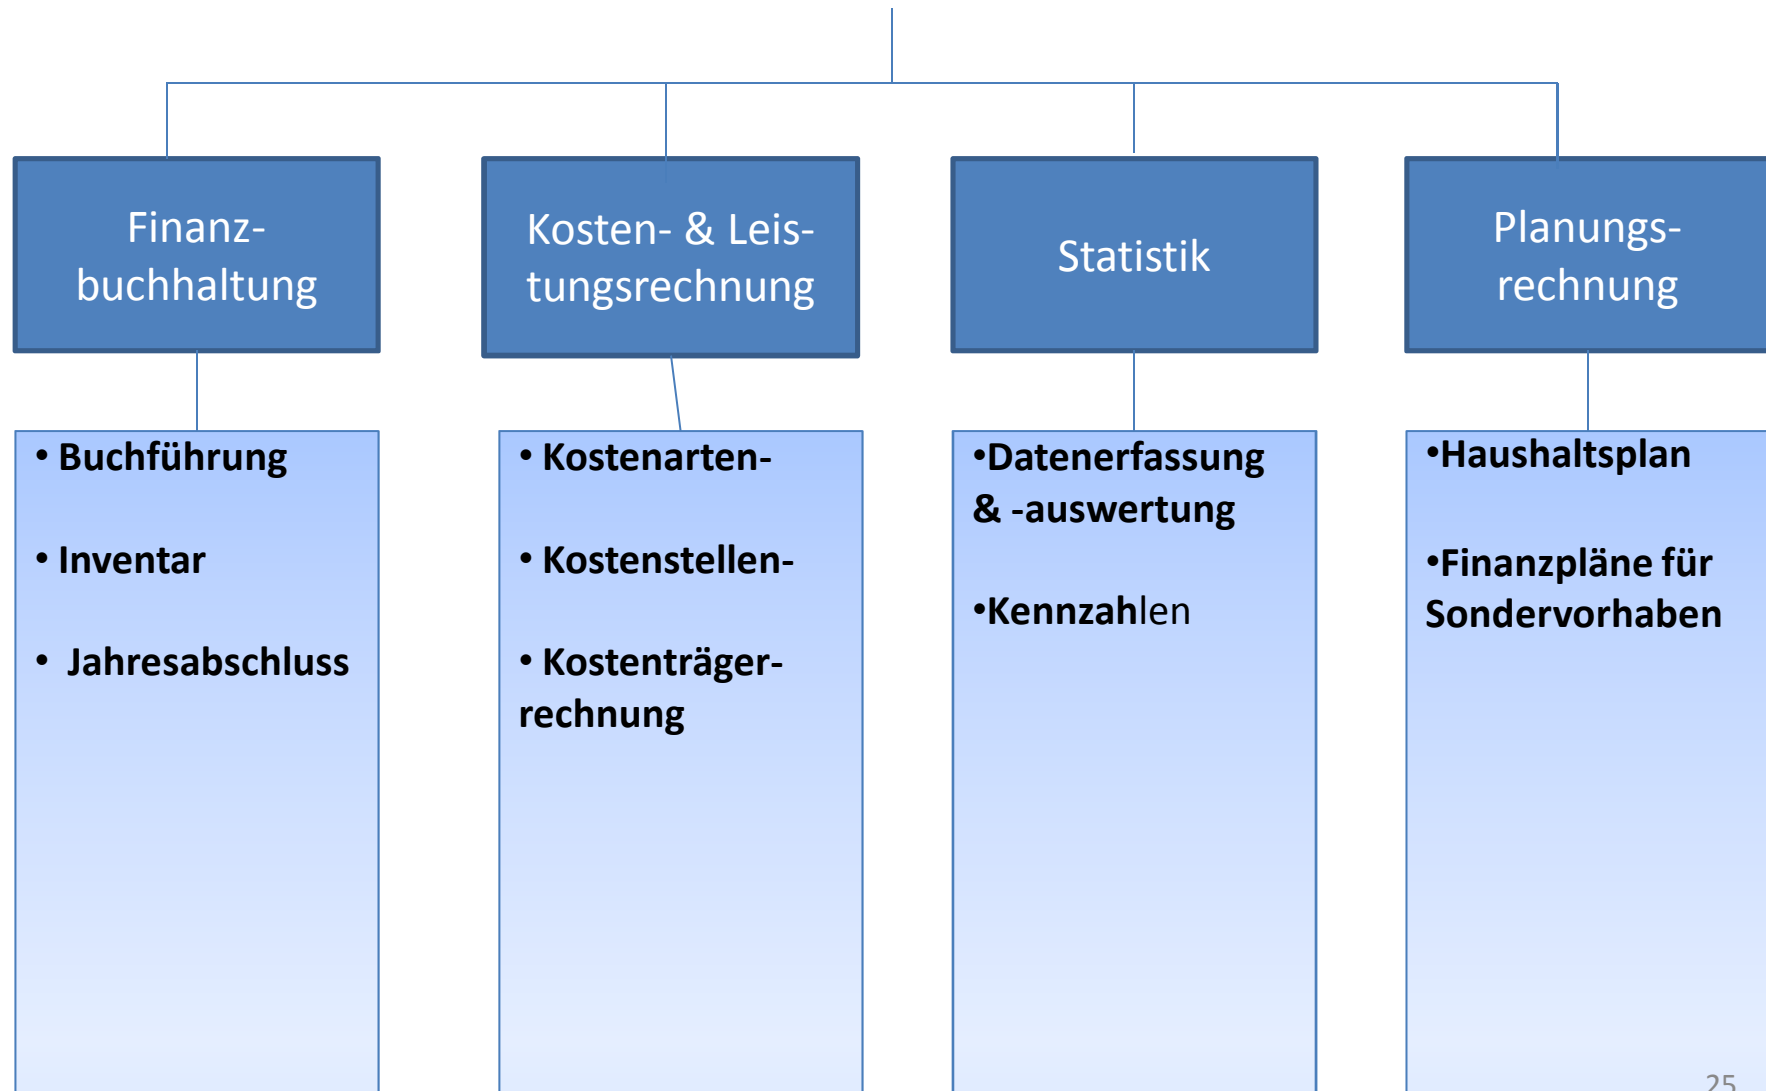 Finanz-
buchhaltung
Kosten- & Leis-
tungsrechnung
Statistik
Planungs-
rechnung
• Buchführung
• Inventar
• Jahresabschluss
• Kostenarten-
• Kostenstellen-
• Kostenträger-
rechnung
•Datenerfassung
& -auswertung
•Kennzahlen
•Haushaltsplan
•Finanzpläne für
Sondervorhaben
25